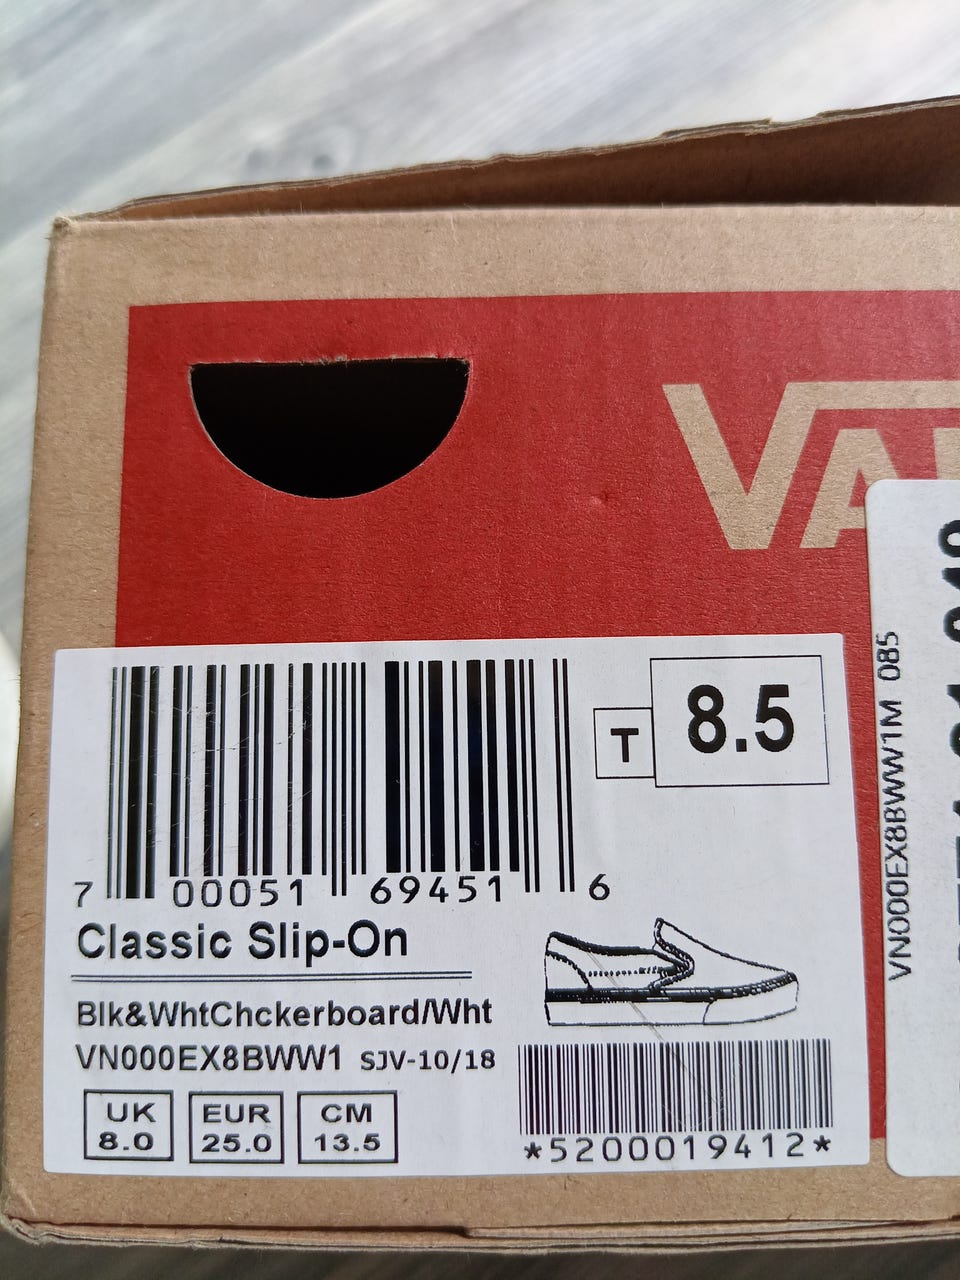 VA
7 00051 69451 6
T 8.5
Classic Slip-On
Blk&WhtChckerboard/Wht
VN000EX8BWW1 SJV-10/18
UK 8.0
EUR 25.0
CM 13.5
*5200019412*
VN000EX8BWW1M 085